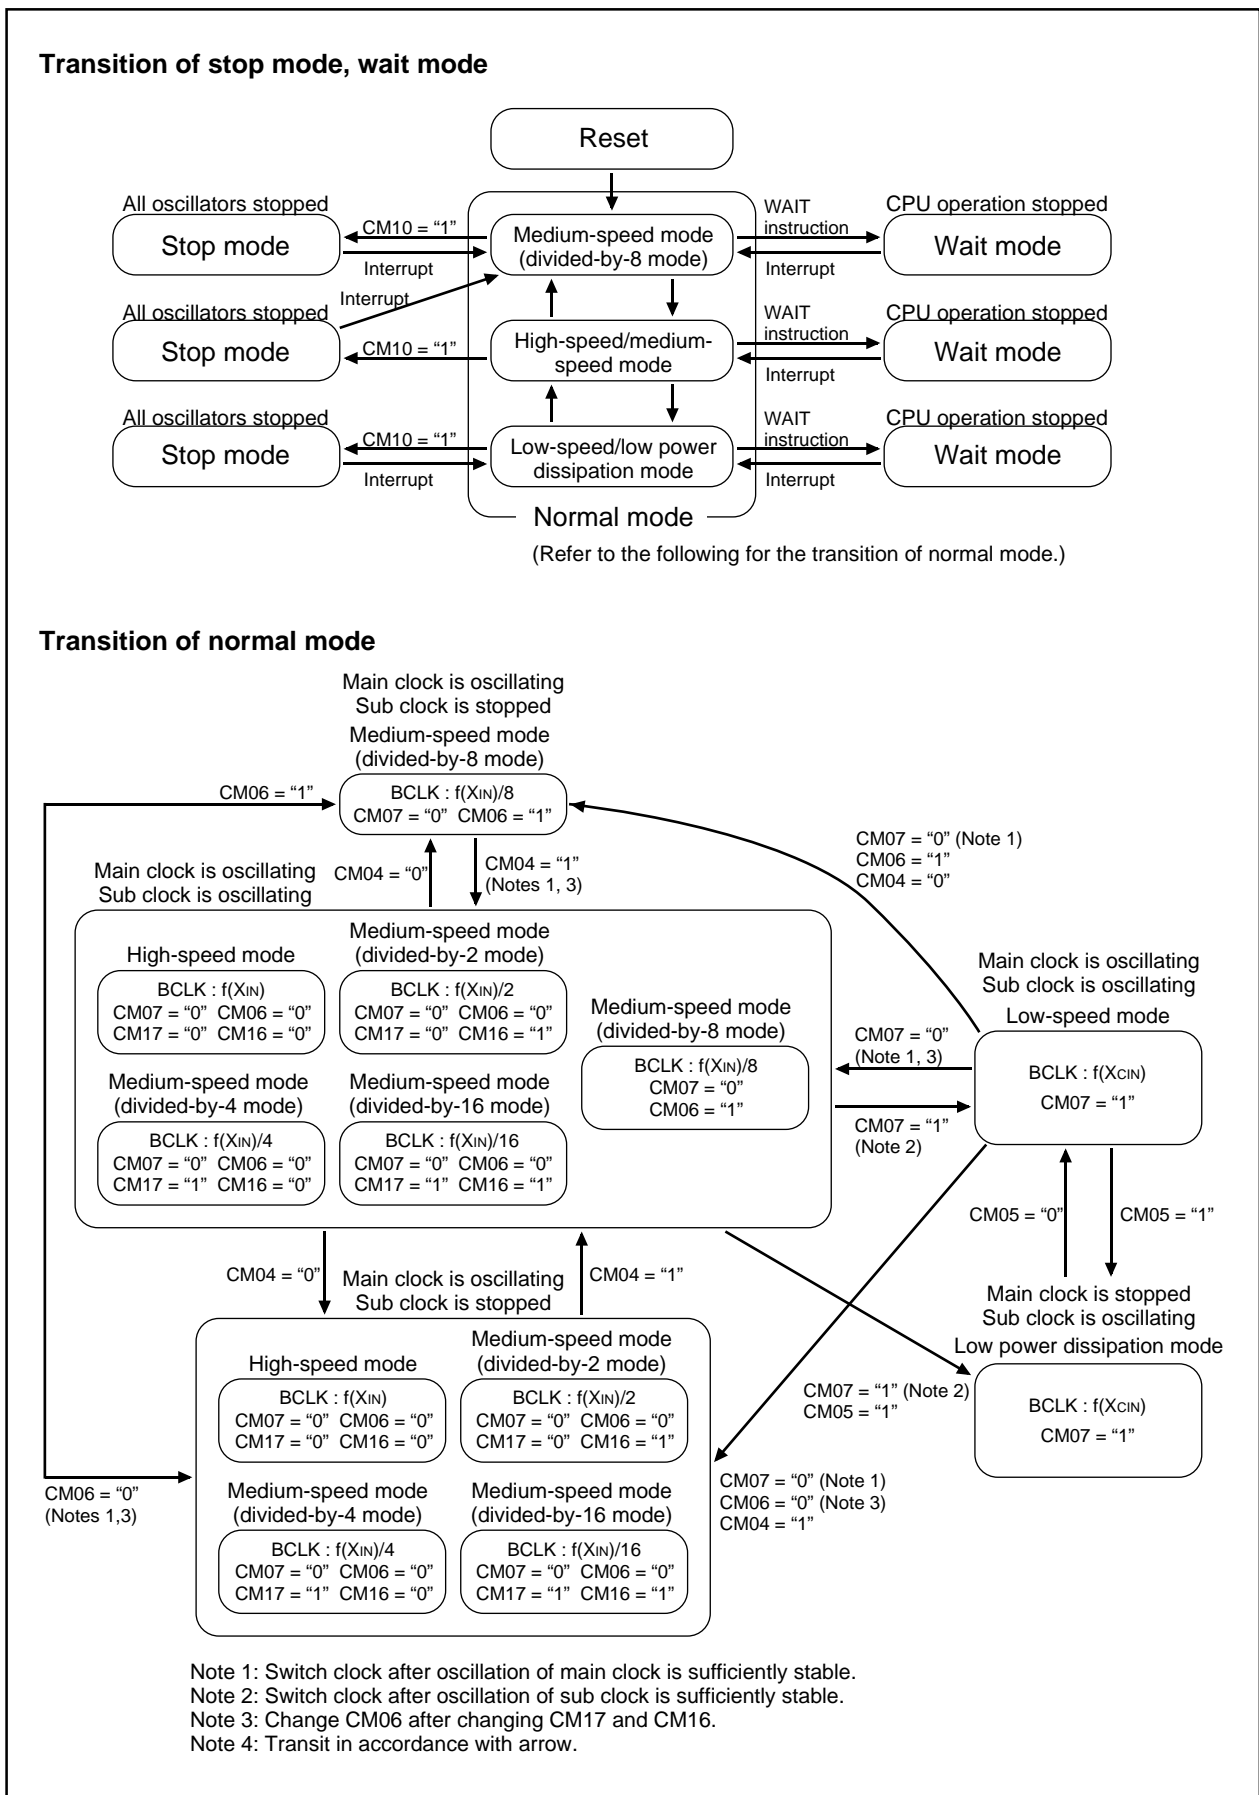 Transition of stop mode, wait mode
Reset
All oscillators stopped
Stop mode
CM10 = “1”
Interrupt
Medium-speed mode
(divided-by-8 mode)
WAIT
instruction
Interrupt
CPU operation stopped
Wait mode
All oscillators stopped
Stop mode
Interrupt
CM10 = “1”
High-speed/medium-
speed mode
WAIT
instruction
Interrupt
CPU operation stopped
Wait mode
All oscillators stopped
Stop mode
CM10 = “1”
Interrupt
Low-speed/low power
dissipation mode
WAIT
instruction
Interrupt
CPU operation stopped
Wait mode
Normal mode
(Refer to the following for the transition of normal mode.)
Transition of normal mode
Main clock is oscillating
Sub clock is stopped
Medium-speed mode
(divided-by-8 mode)
BCLK : f(XIN)/8
CM07 = “0” CM06 = “1”
CM06 = “1”
CM04 = “0”
CM04 = “1”
(Notes 1, 3)
CM07 = “0” (Note 1)
CM06 = “1”
CM04 = “0”
Main clock is oscillating
Sub clock is oscillating
High-speed mode
BCLK : f(XIN)
CM07 = “0” CM06 = “0”
CM17 = “0” CM16 = “0”
Medium-speed mode
(divided-by-2 mode)
BCLK : f(XIN)/2
CM07 = “0” CM06 = “0”
CM17 = “0” CM16 = “1”
Medium-speed mode
(divided-by-4 mode)
BCLK : f(XIN)/4
CM07 = “0” CM06 = “0”
CM17 = “1” CM16 = “0”
Medium-speed mode
(divided-by-16 mode)
BCLK : f(XIN)/16
CM07 = “0” CM06 = “0”
CM17 = “1” CM16 = “1”
Medium-speed mode
(divided-by-8 mode)
BCLK : f(XIN)/8
CM07 = “0”
CM06 = “1”
CM07 = “0”
(Note 1, 3)
CM07 = “1”
(Note 2)
Main clock is oscillating
Sub clock is oscillating
Low-speed mode
BCLK : f(XCIN)
CM07 = “1”
CM05 = “0”
CM05 = “1”
Main clock is stopped
Sub clock is oscillating
Low power dissipation mode
BCLK : f(XCIN)
CM07 = “1”
CM07 = “1” (Note 2)
CM05 = “1”
CM04 = “0”
CM04 = “1”
Main clock is oscillating
Sub clock is stopped
High-speed mode
BCLK : f(XIN)
CM07 = “0” CM06 = “0”
CM17 = “0” CM16 = “0”
Medium-speed mode
(divided-by-2 mode)
BCLK : f(XIN)/2
CM07 = “0” CM06 = “0”
CM17 = “0” CM16 = “1”
Medium-speed mode
(divided-by-4 mode)
BCLK : f(XIN)/4
CM07 = “0” CM06 = “0”
CM17 = “1” CM16 = “0”
Medium-speed mode
(divided-by-16 mode)
BCLK : f(XIN)/16
CM07 = “0” CM06 = “0”
CM17 = “1” CM16 = “1”
CM06 = “0”
(Notes 1,3)
CM07 = “0” (Note 1)
CM06 = “0” (Note 3)
CM04 = “1”
Note 1: Switch clock after oscillation of main clock is sufficiently stable.
Note 2: Switch clock after oscillation of sub clock is sufficiently stable.
Note 3: Change CM06 after changing CM17 and CM16.
Note 4: Transit in accordance with arrow.